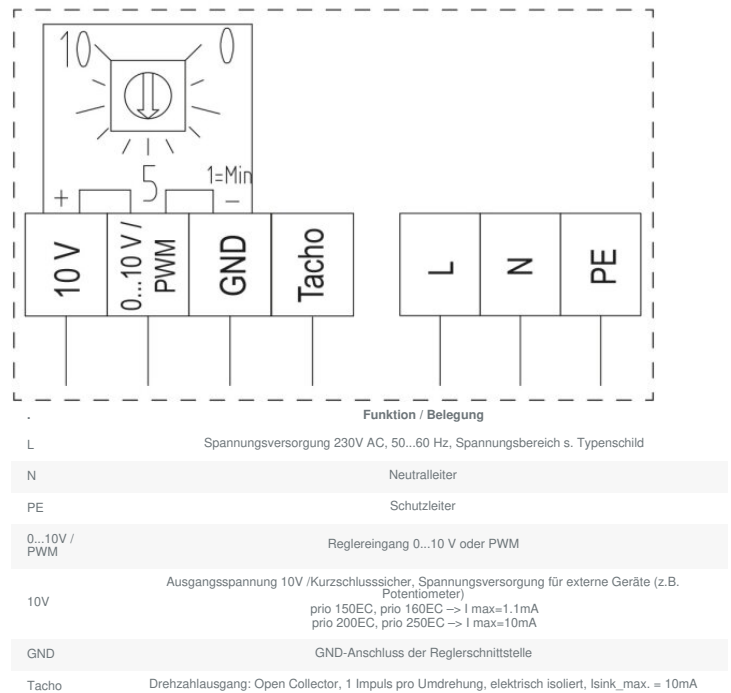 10 0
5 1=Min
+ -
10 V
0...10 V /
PWM
GND
Tacho
L
N
PE
. Funktion / Belegung
L Spannungsversorgung 230V AC, 50...60 Hz, Spannungsbereich s. Typenschild
N Neutralleiter
PE Schutzleiter
0...10V /
PWM
Reglereingang 0...10 V oder PWM
10V
Ausgangsspannung 10V /Kurzschlusssicher, Spannungsversorgung für externe Geräte (z.B.
Potentiometer)
prio 150EC, prio 160EC –> I max=1.1mA
prio 200EC, prio 250EC –> I max=10mA
GND GND-Anschluss der Reglerschnittstelle
Tacho Drehzahlausgang: Open Collector, 1 Impuls pro Umdrehung, elektrisch isoliert, Isink_max. = 10mA